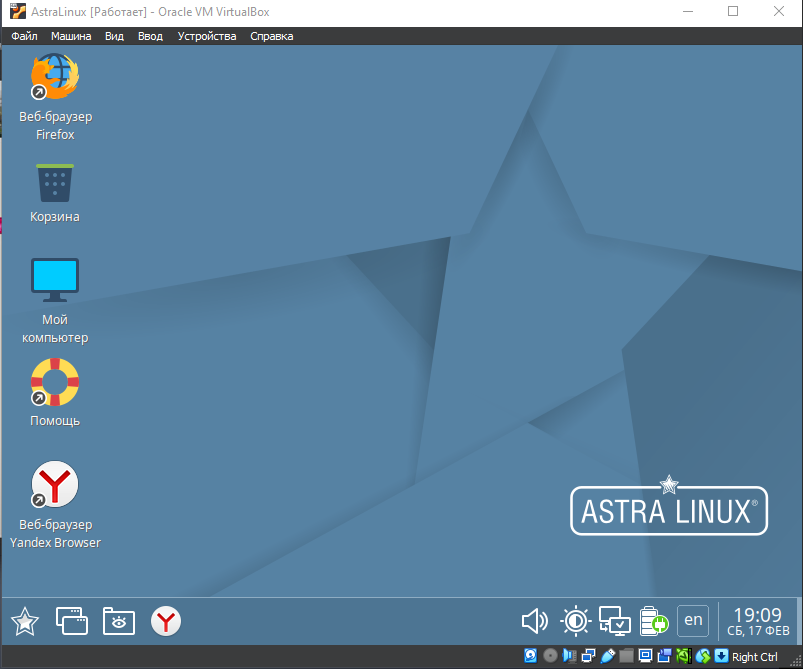 AstraLinux [Работает] - Oracle VM VirtualBox
Файл Машина Вид Ввод Устройства Справка
Веб-браузер
Firefox
Корзина
Мой
компьютер
Помощь
Веб-браузер
Yandex Browser
ASTRA LINUX®
en
19:09
СБ, 17 ФЕВ
Right Ctrl